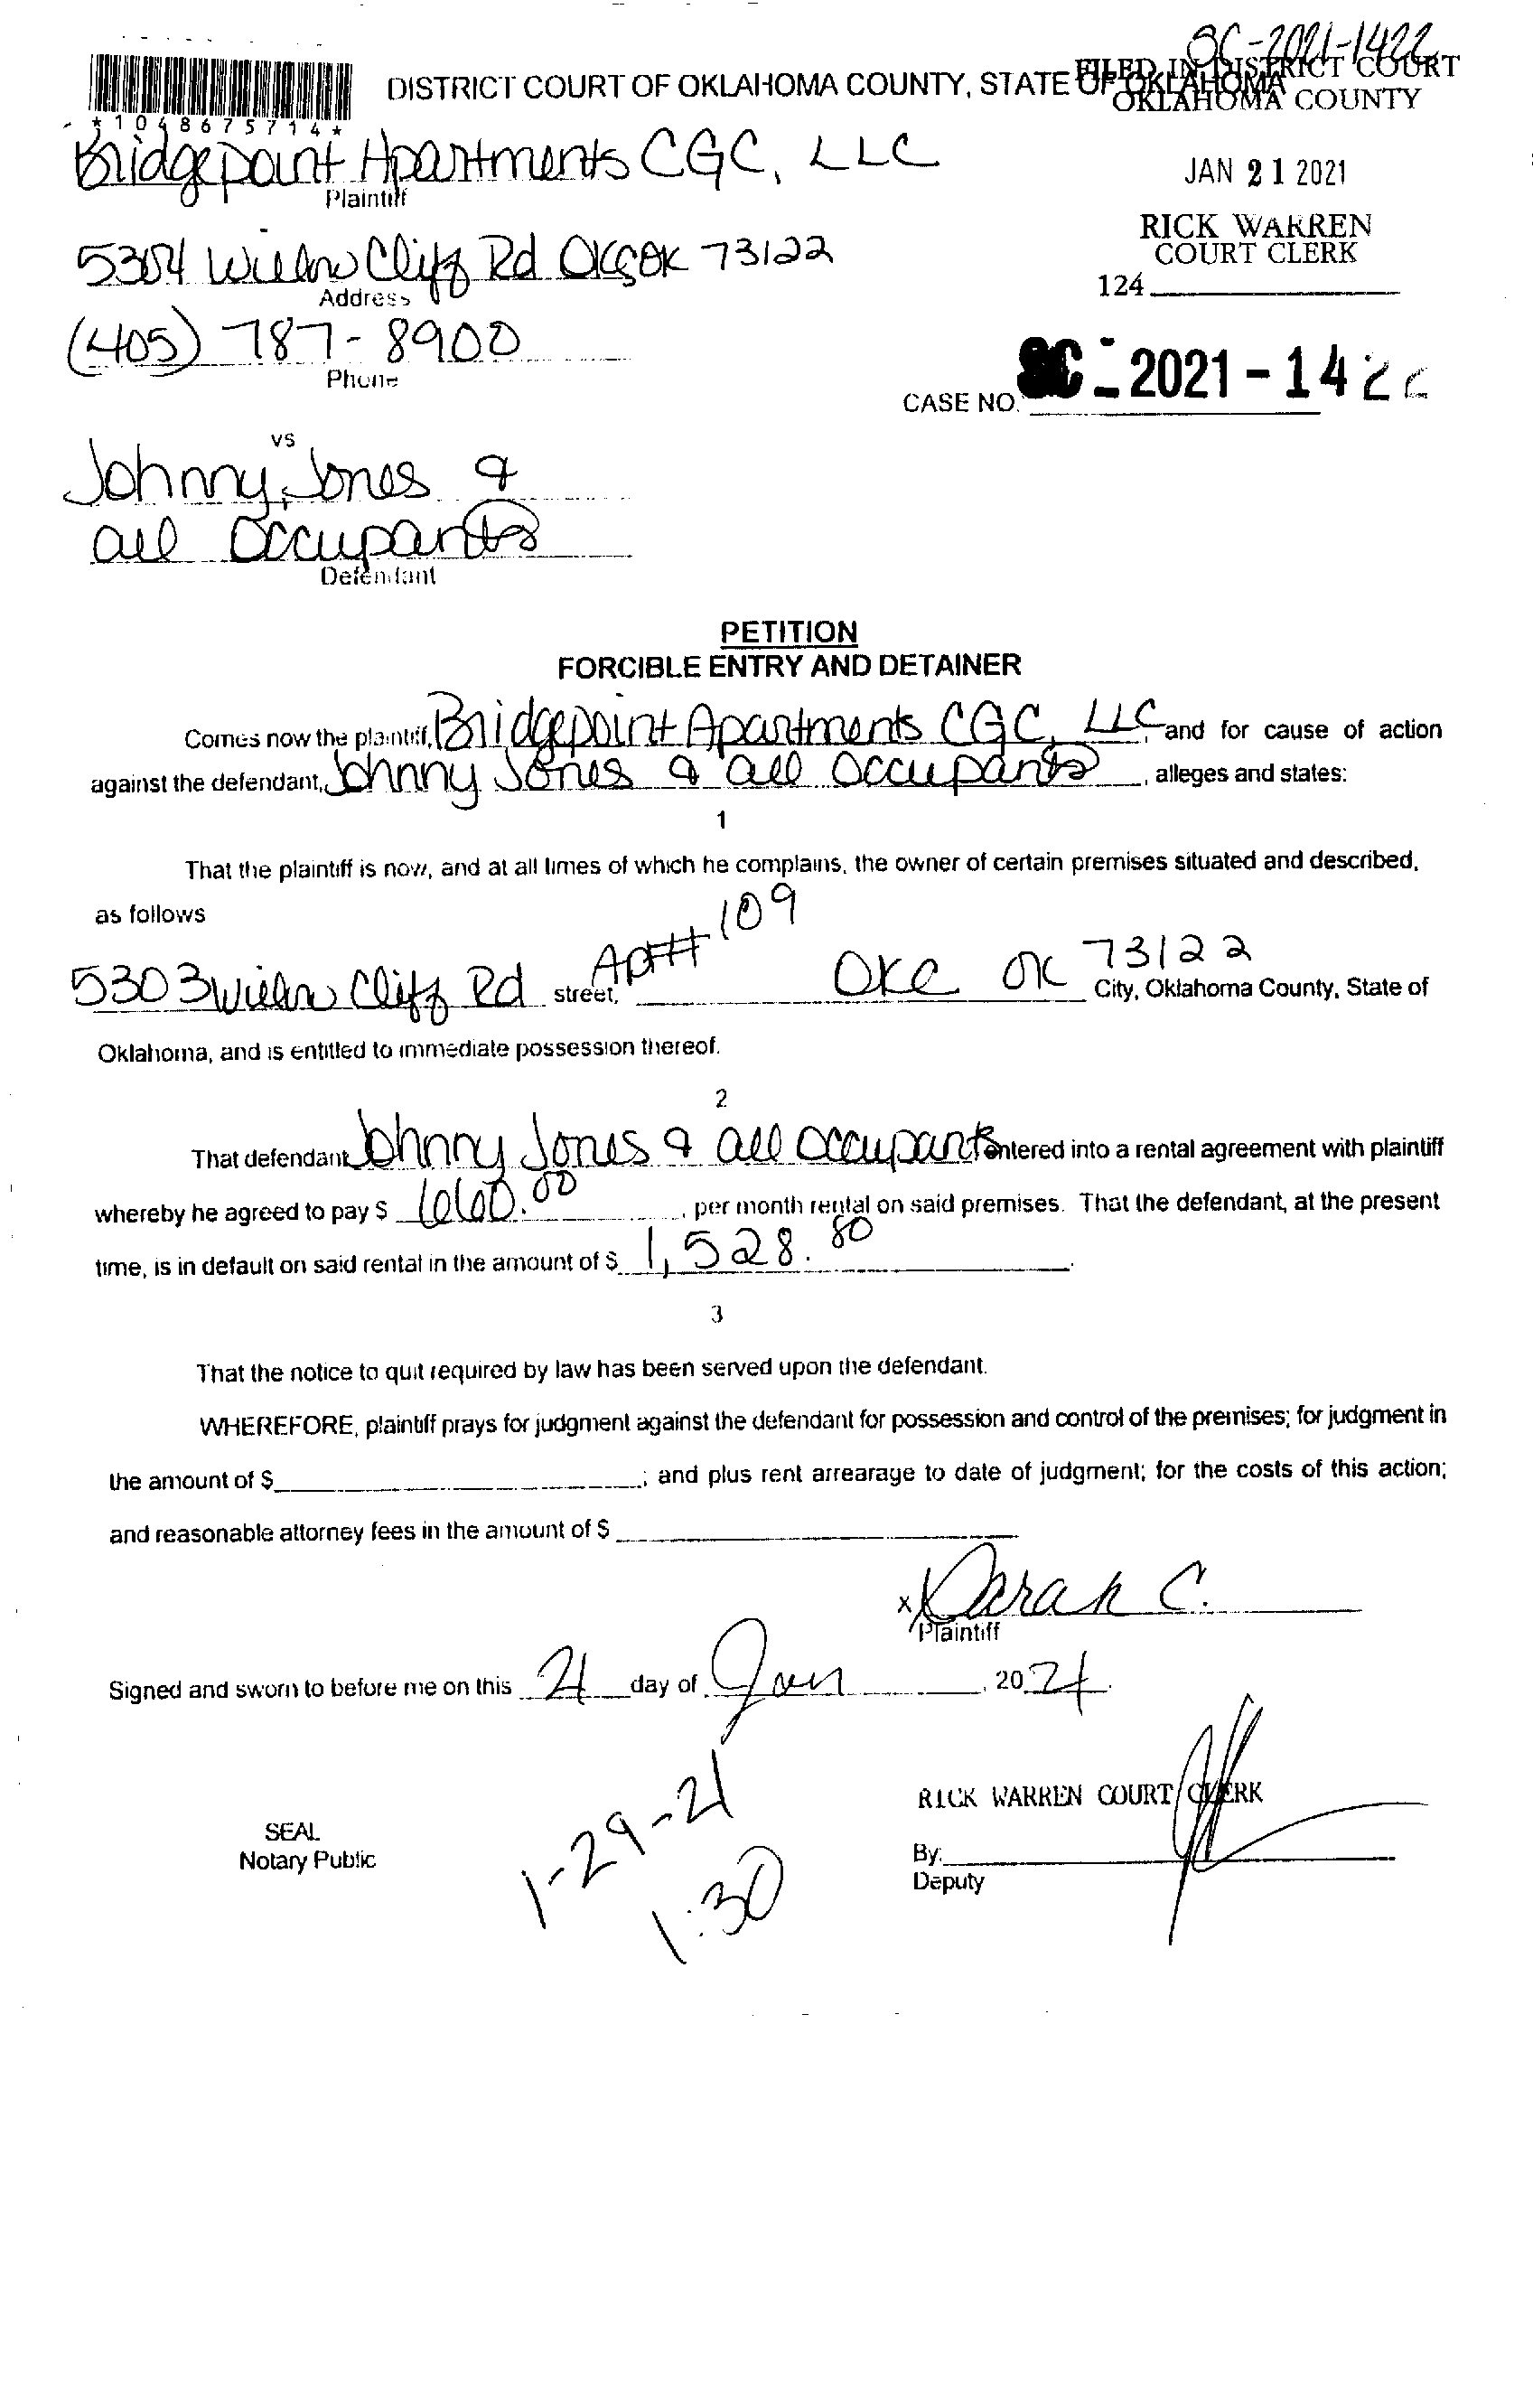 SC-2021-1422
DISTRICT COURT OF OKLAHOMA COUNTY, STATE OF OKLAHOMA
FILED IN DISTRICT COURT
OKLAHOMA COUNTY
*1048675714*
JAN 21 2021
RICK WARREN
COURT CLERK
124
Bridgepoint Apartments CGC, LLC
Plaintiff
5304 Willow Cliff Rd OKC OK 73122
Address
(405) 787-8900
Phone
CASE NO. SC-2021-1422
vs
Johnny Jones &
all Occupants
Defendant
PETITION
FORCIBLE ENTRY AND DETAINER
Comes now the plaintiff, Bridgepoint Apartments CGC, LLC and for cause of action
against the defendant, Johnny Jones & all Occupants, alleges and states:
1
That the plaintiff is now, and at all times of which he complains, the owner of certain premises situated and described,
as follows
5303 Willow Cliff Rd street, Apt# 109 OKC OK 73122 City, Oklahoma County, State of
Oklahoma, and is entitled to immediate possession thereof.
2
That defendant Johnny Jones & all Occupants entered into a rental agreement with plaintiff
whereby he agreed to pay $ 660.00, per month rental on said premises. That the defendant, at the present
time, is in default on said rental in the amount of $ 1,528.80.
3
That the notice to quit required by law has been served upon the defendant.
WHEREFORE, plaintiff prays for judgment against the defendant for possession and control of the premises; for judgment in
the amount of $ ; and plus rent arrearage to date of judgment; for the costs of this action;
and reasonable attorney fees in the amount of $
x Sarah C.
Plaintiff
Signed and sworn to before me on this 21 day of Jan, 2021.
RICK WARREN COURT CLERK
SEAL
Notary Public
1-29-21
1:30
By:
Deputy